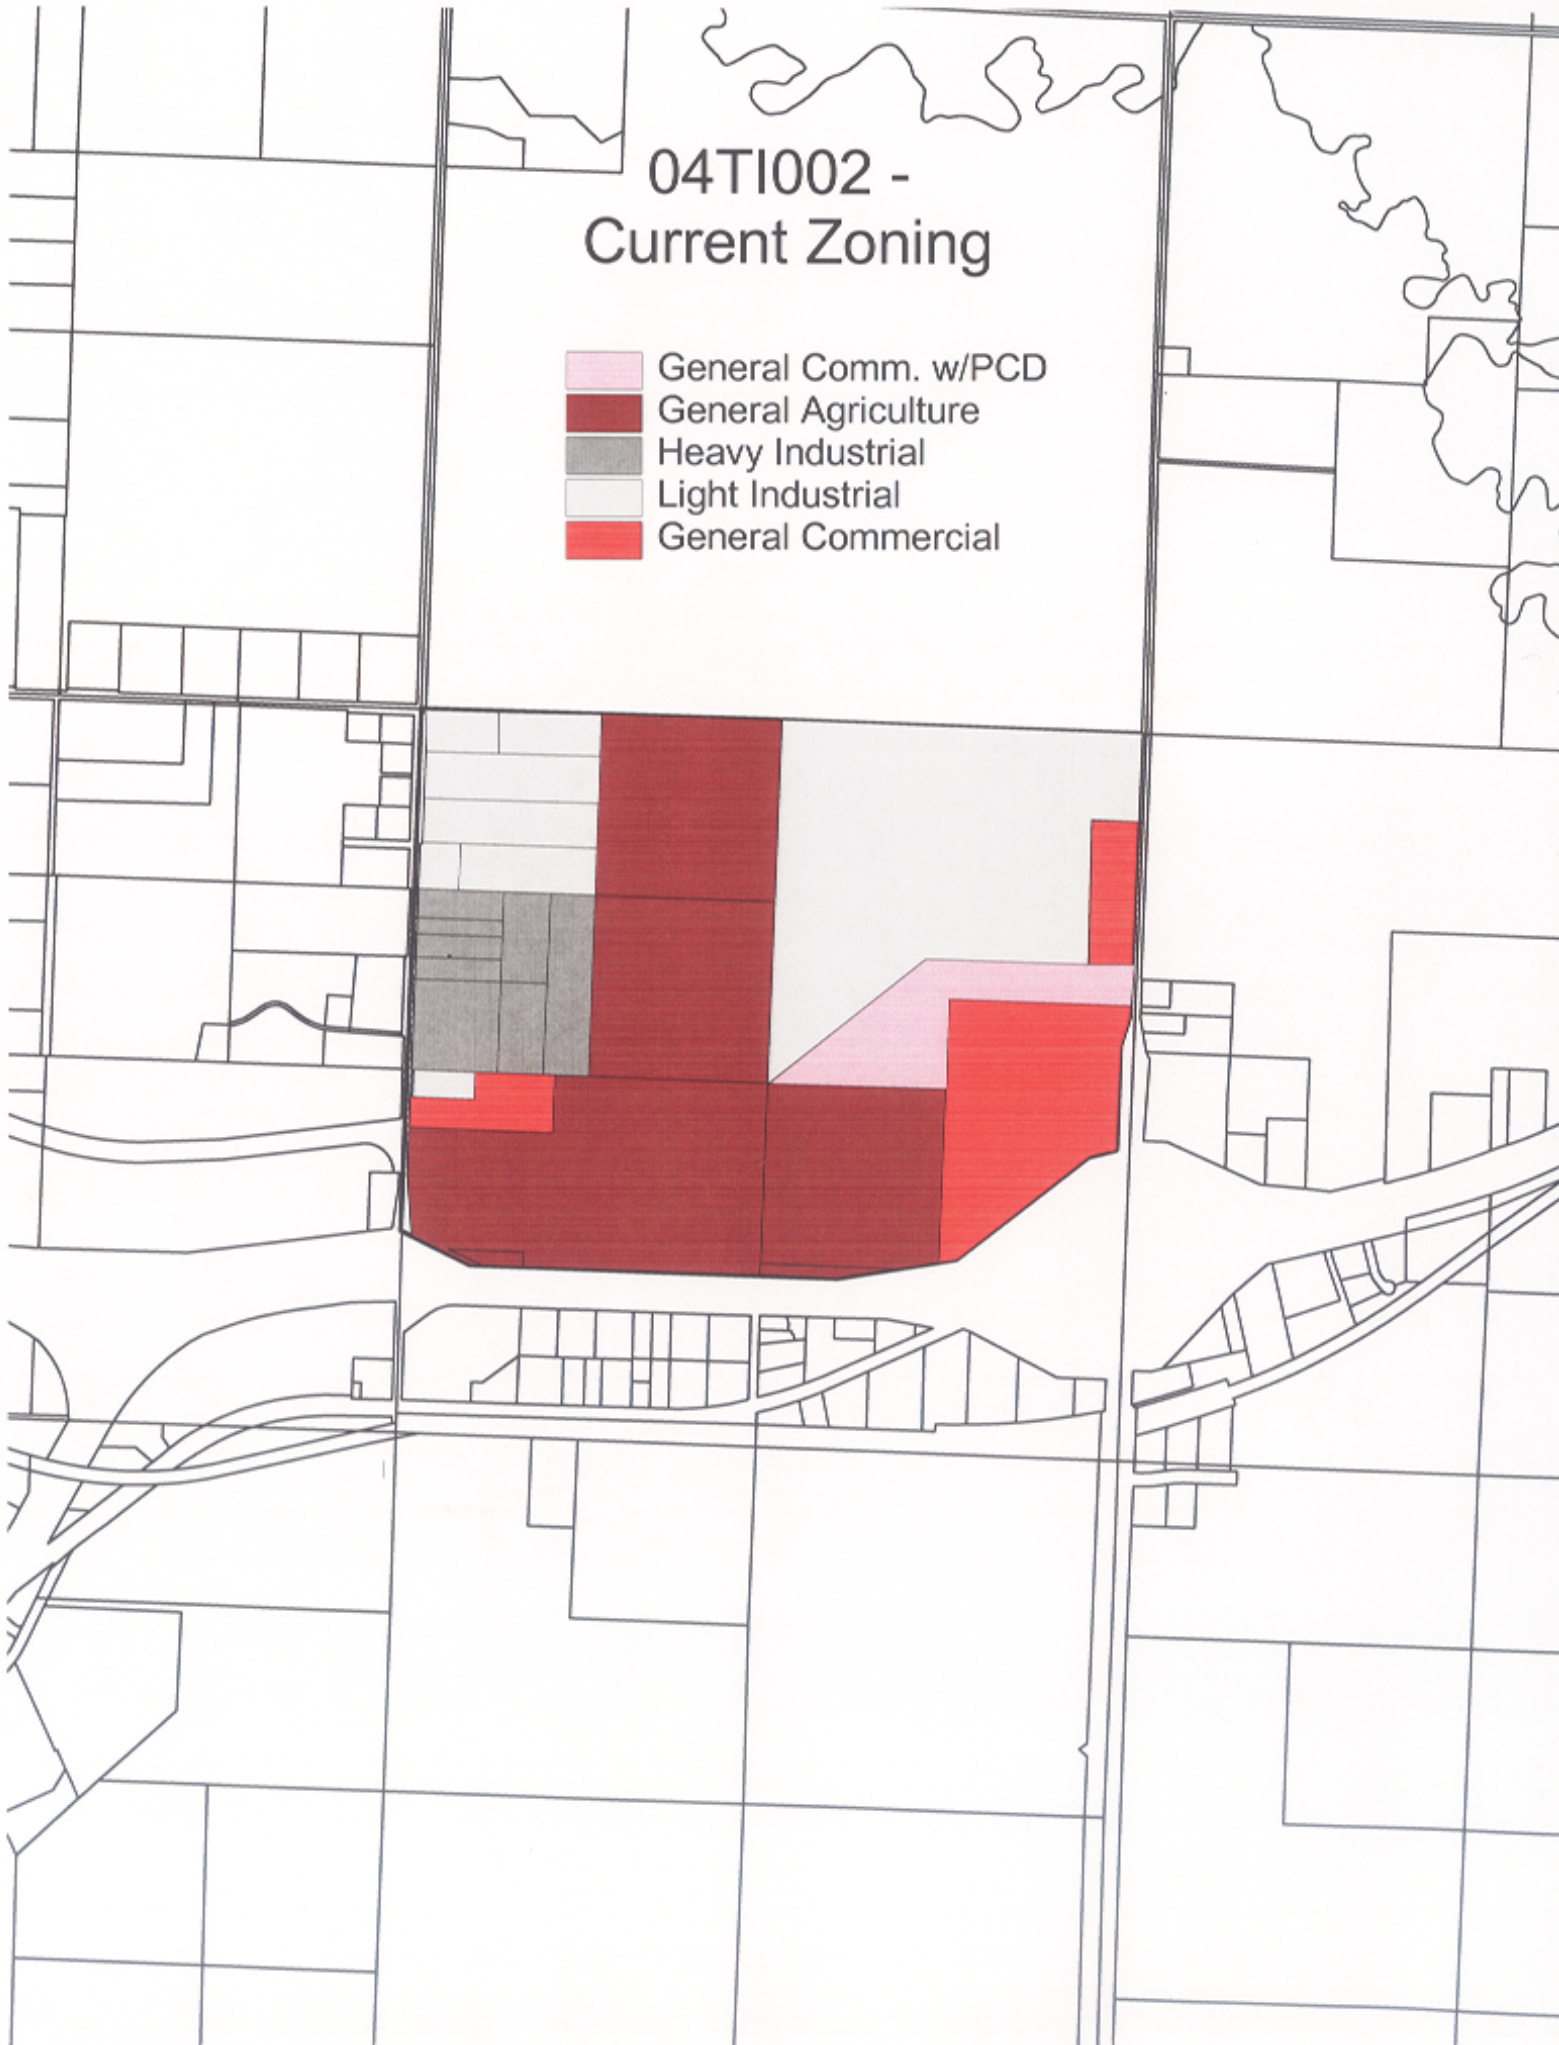 04TI002 -
Current Zoning
General Comm. w/PCD
General Agriculture
Heavy Industrial
Light Industrial
General Commercial